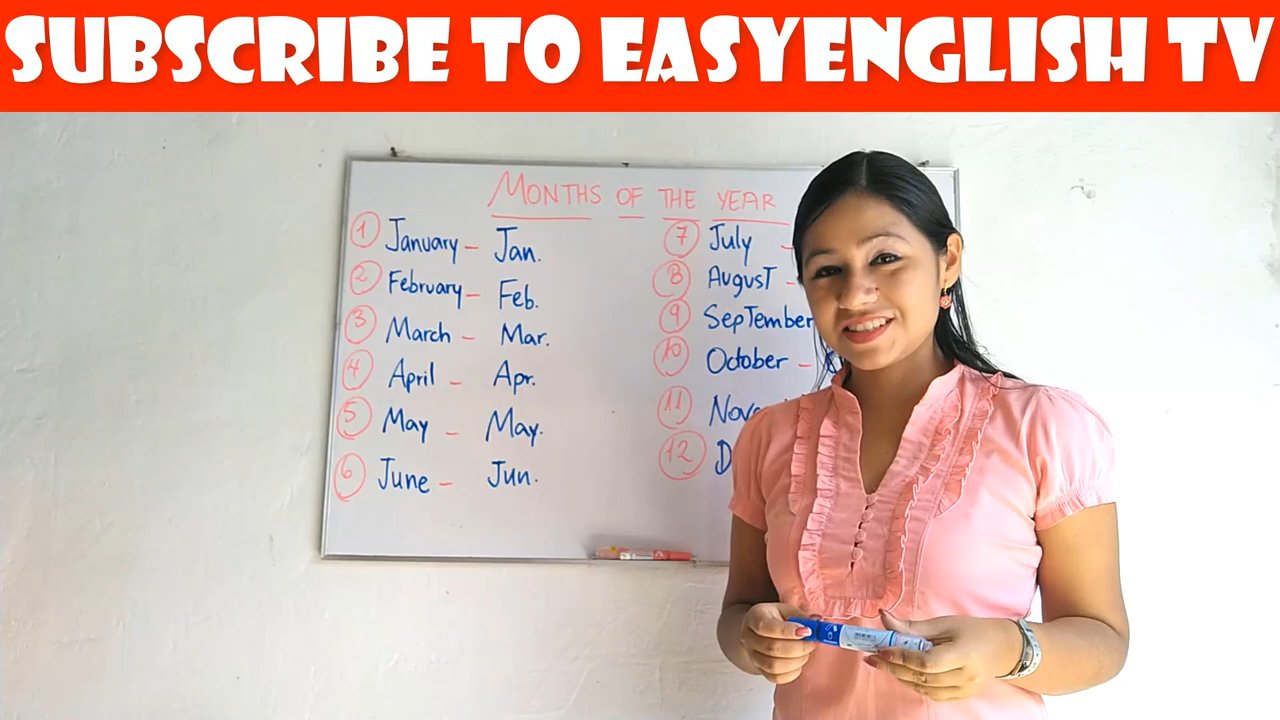 SUBSCRIBE TO EASYENGLISH TV
MONTHS OF THE YEAR
1 January - Jan.
2 February - Feb.
3 March - Mar.
4 April - Apr.
5 May - May.
6 June - Jun.
7 July -
8 August -
9 September
10 October -
11
12